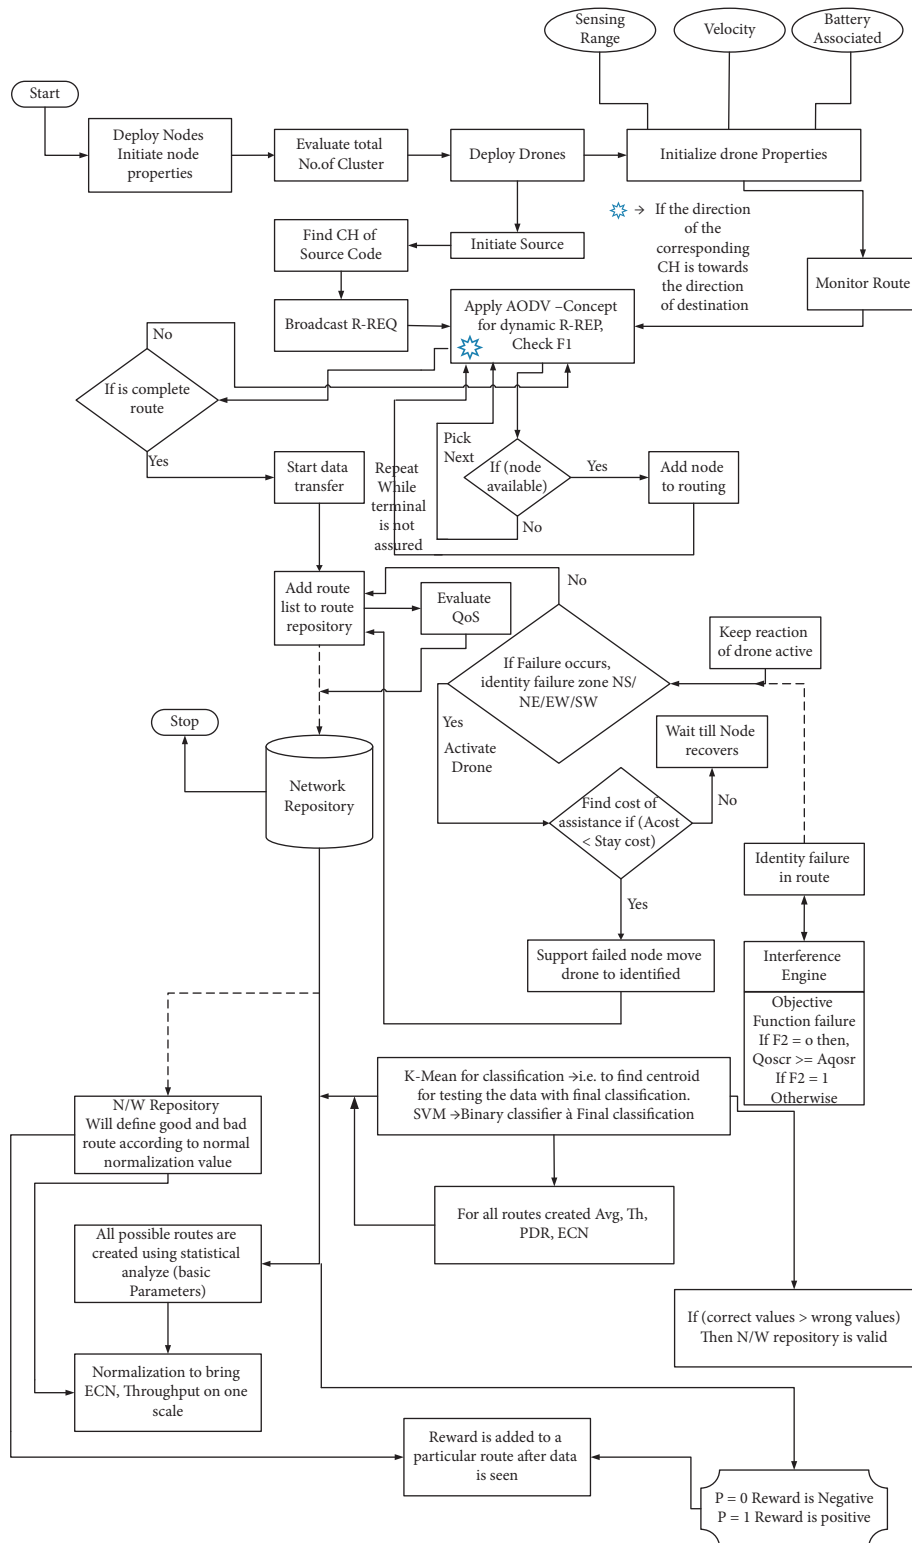 Sensing
Range
Velocity
Battery
Associated
Start
Deploy Nodes
Initiate node
properties
Evaluate total
No.of Cluster
Deploy Drones
Initialize drone Properties
→ If the direction
of the
corresponding
CH is towards
the direction
of destination
Find CH of
Source Code
Initiate Source
Monitor Route
Broadcast R-REQ
Apply AODV –Concept
for dynamic R-REP,
Check F1
No
If is complete
route
Yes
Start data
transfer
Repeat
While
terminal
is not
assured
Pick
Next
If (node
available)
Yes
No
Add node
to routing
Add route
list to route
repository
Evaluate
QoS
No
If Failure occurs,
identity failure zone NS/
NE/EW/SW
Keep reaction
of drone active
Yes
Activate
Drone
Wait till Node
recovers
Stop
Network
Repository
Find cost of
assistance if (Acost
< Stay cost)
No
Yes
Identity failure
in route
Support failed node move
drone to identified
Interference
Engine
Objective
Function failure
If F2 = o then,
Qoscr >= Aqosr
If F2 = 1
Otherwise
K-Mean for classification →i.e. to find centroid
for testing the data with final classification.
SVM →Binary classifier à Final classification
N/W Repository
Will define good and bad
route according to normal
normalization value
For all routes created Avg, Th,
PDR, ECN
All possible routes are
created using statistical
analyze (basic
Parameters)
If (correct values > wrong values)
Then N/W repository is valid
Normalization to bring
ECN, Throughput on one
scale
Reward is added to a
particular route after data
is seen
P = 0 Reward is Negative
P = 1 Reward is positive